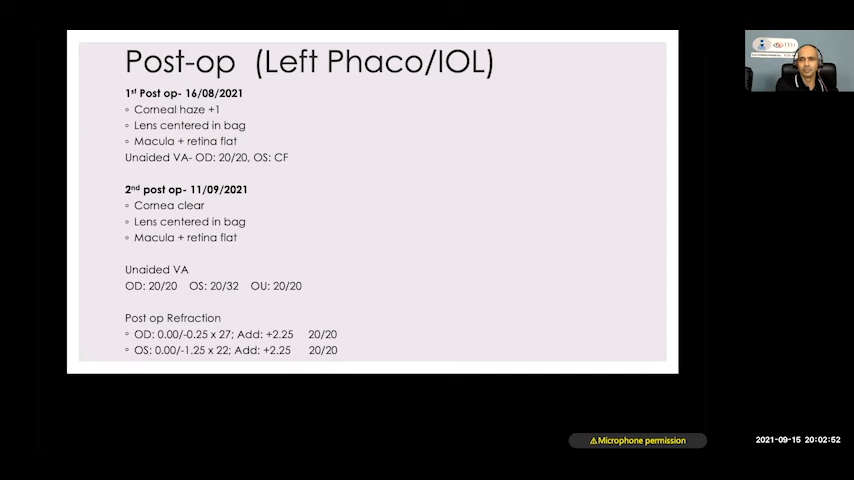 Post-op (Left Phaco/IOL)
1st Post op- 16/08/2021
◦ Corneal haze +1
◦ Lens centered in bag
◦ Macula + retina flat
Unaided VA- OD: 20/20, OS: CF
2nd post op- 11/09/2021
◦ Cornea clear
◦ Lens centered in bag
◦ Macula + retina flat
Unaided VA
OD: 20/20 OS: 20/32 OU: 20/20
Post op Refraction
◦ OD: 0.00/-0.25 x 27; Add: +2.25 20/20
◦ OS: 0.00/-1.25 x 22; Add: +2.25 20/20
⚠Microphone permission
2021-09-15 20:02:52